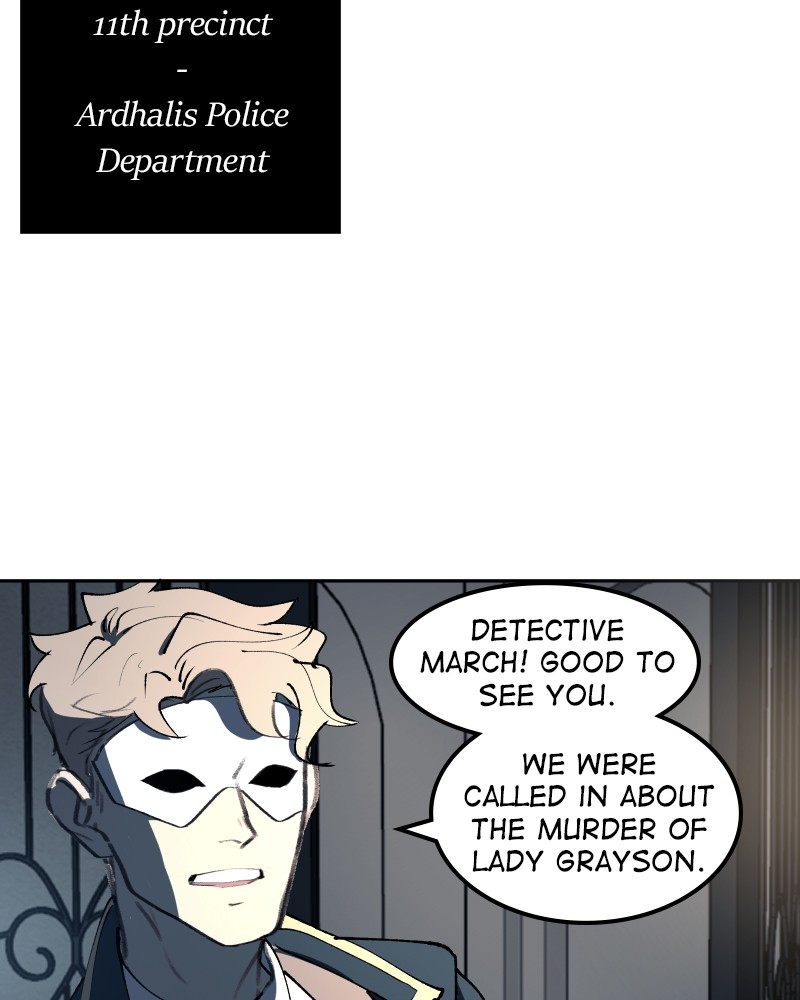 11th precinct
-
Ardhalis Police
Department
DETECTIVE
MARCH! GOOD TO
SEE YOU.
WE WERE
CALLED IN ABOUT
THE MURDER OF
LADY GRAYSON.